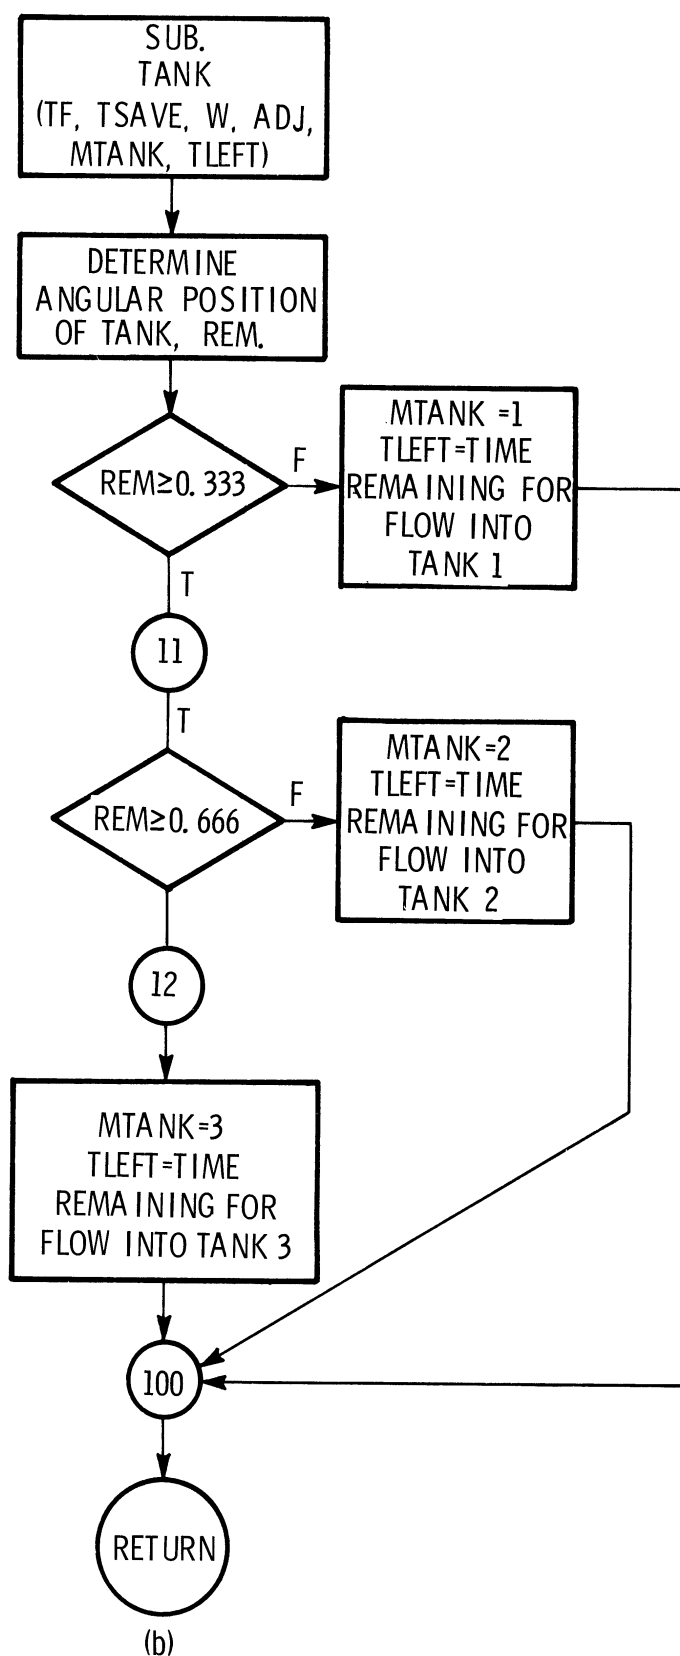 SUB.
TANK
(TF, TSAVE, W, ADJ,
MTANK, TLEFT)
DETERMINE
ANGULAR POSITION
OF TANK, REM.
REM≥0.333
F
MTANK =1
TLEFT=TIME
REMAINING FOR
FLOW INTO
TANK 1
T
11
T
REM≥0.666
F
MTANK=2
TLEFT=TIME
REMAINING FOR
FLOW INTO
TANK 2
12
MTANK=3
TLEFT=TIME
REMAINING FOR
FLOW INTO TANK 3
100
RETURN
(b)